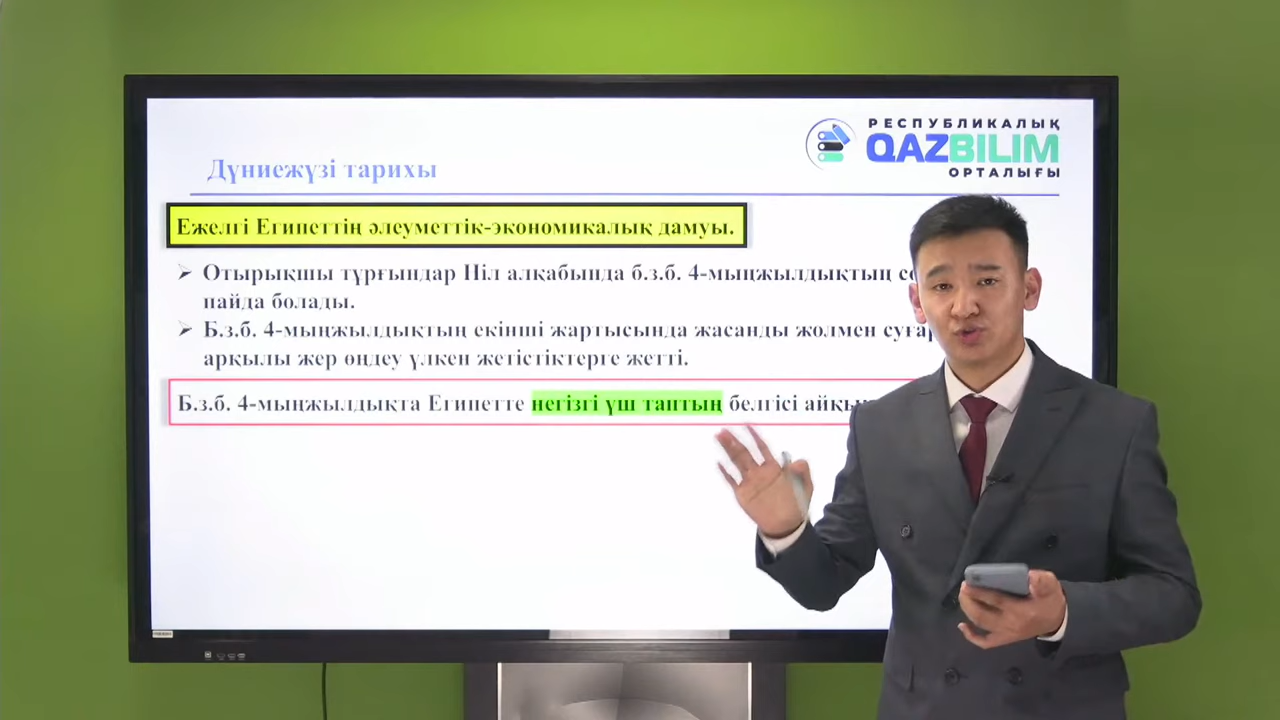 РЕСПУБЛИКАЛЫҚ
QAZBILIM
ОРТАЛЫҒЫ
Дүниежүзі тарихы
Ежелгі Египеттің әлеуметтік-экономикалық дамуы.
➢ Отырықшы тұрғындар Ніл алқабында б.з.б. 4-мыңжылдықтың
пайда болады.
➢ Б.з.б. 4-мыңжылдықтың екінші жартысында жасанды жолмен
арқылы жер өңдеу үлкен жетістіктерге жетті.
Б.з.б. 4-мыңжылдықта Египетте негізгі үш таптың белгісі